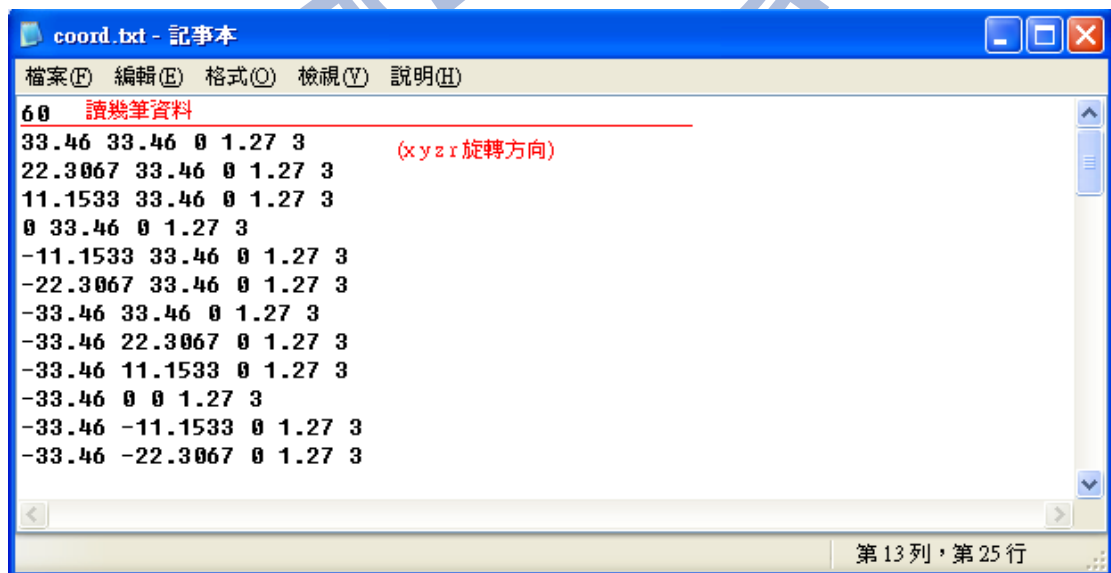 coord.txt - 記事本
檔案(F) 編輯(E) 格式(O) 檢視(V) 說明(H)
60 讀幾筆資料
33.46 33.46 0 1.27 3 (x y z r 旋轉方向)
22.3067 33.46 0 1.27 3
11.1533 33.46 0 1.27 3
0 33.46 0 1.27 3
-11.1533 33.46 0 1.27 3
-22.3067 33.46 0 1.27 3
-33.46 33.46 0 1.27 3
-33.46 22.3067 0 1.27 3
-33.46 11.1533 0 1.27 3
-33.46 0 0 1.27 3
-33.46 -11.1533 0 1.27 3
-33.46 -22.3067 0 1.27 3
第 13 列，第 25 行